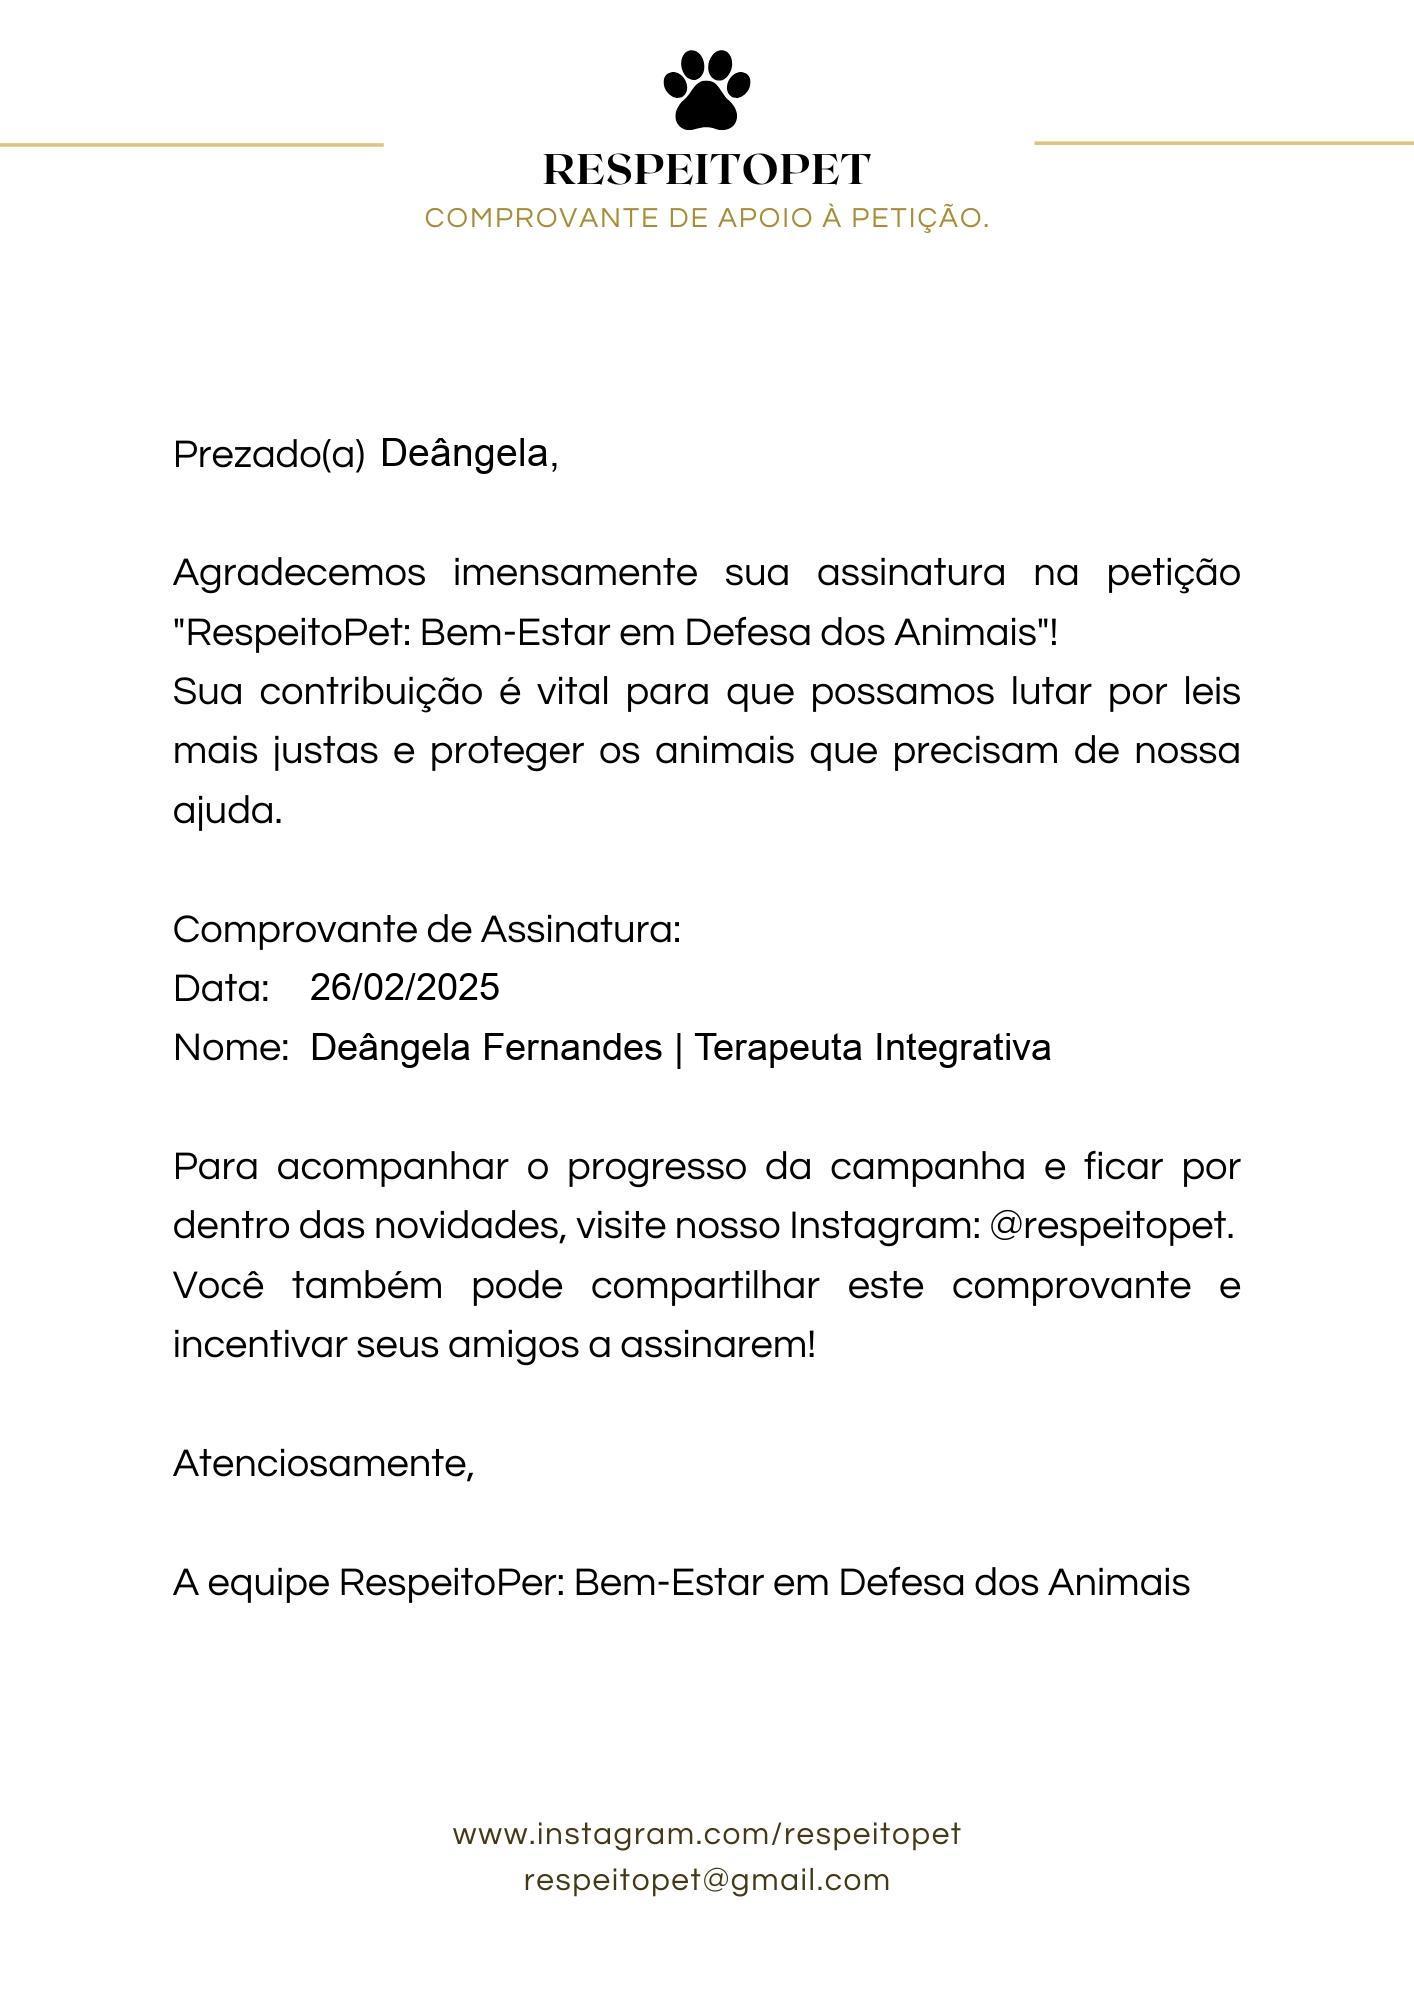 RESPEITOPET
COMPROVANTE DE APOIO À PETIÇÃO.
Prezado(a) Deângela,
Agradecemos imensamente sua assinatura na petição
"RespeitoPet: Bem-Estar em Defesa dos Animais"!
Sua contribuição é vital para que possamos lutar por leis
mais justas e proteger os animais que precisam de nossa
ajuda.
Comprovante de Assinatura:
Data: 26/02/2025
Nome: Deângela Fernandes | Terapeuta Integrativa
Para acompanhar o progresso da campanha e ficar por
dentro das novidades, visite nosso Instagram: @respeitopet.
Você também pode compartilhar este comprovante e
incentivar seus amigos a assinarem!
Atenciosamente,
A equipe RespeitoPer: Bem-Estar em Defesa dos Animais
www.instagram.com/respeitopet
respeitopet@gmail.com